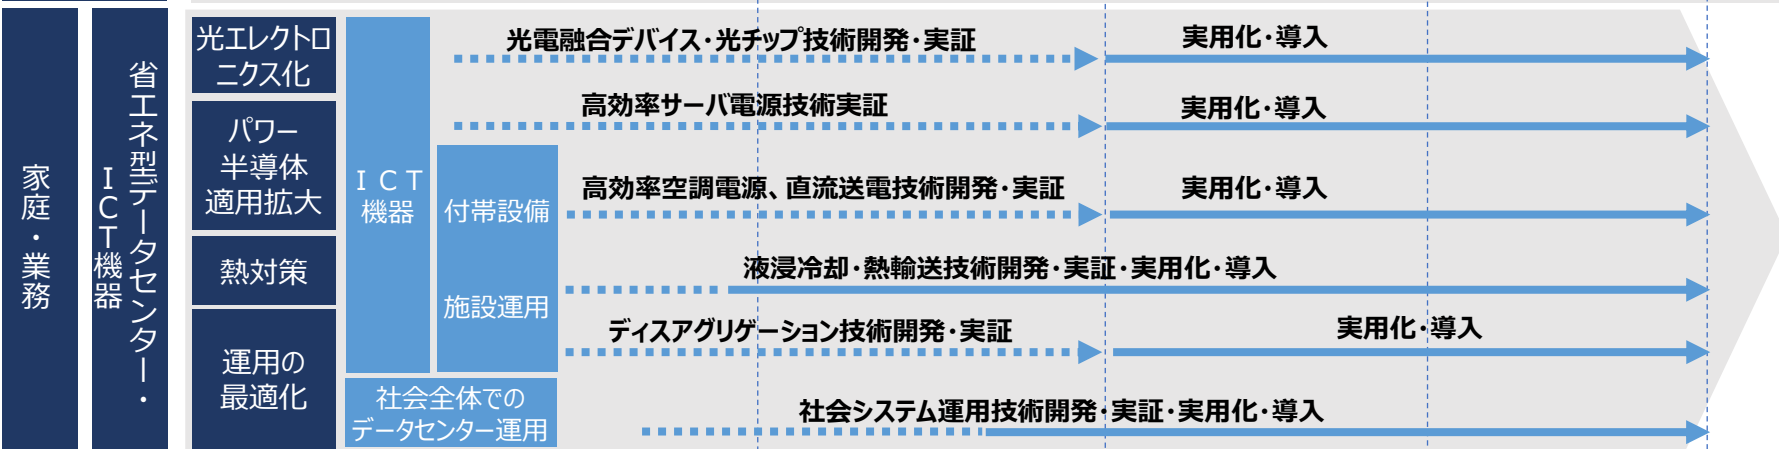 家庭・業務
省エネ型データセンター・
ICT機器
光エレクトロ
ニクス化
パワー
半導体
適用拡大
熱対策
運用の
最適化
ICT
機器
付帯設備
施設運用
社会全体での
データセンター運用
光電融合デバイス・光チップ技術開発・実証
実用化・導入
高効率サーバ電源技術実証
実用化・導入
高効率空調電源、直流送電技術開発・実証
実用化・導入
液浸冷却・熱輸送技術開発・実証・実用化・導入
ディスアグリゲーション技術開発・実証
実用化・導入
社会システム運用技術開発・実証・実用化・導入